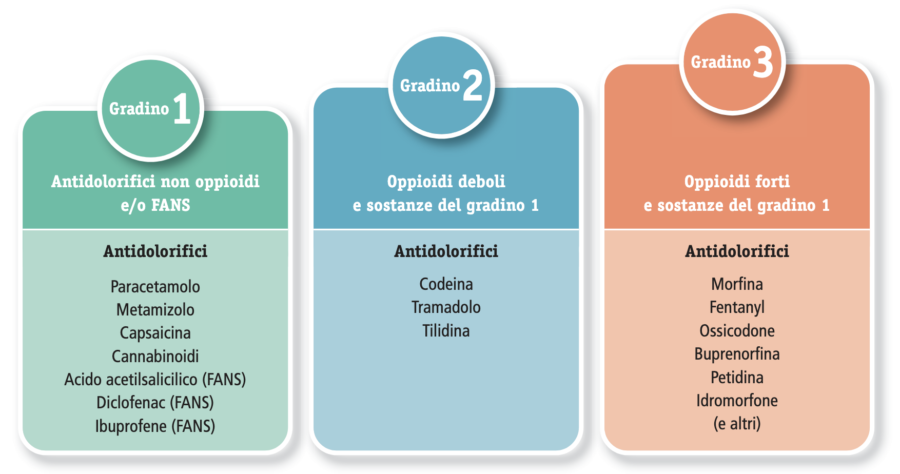 Gradino 1
Antidolorifici non oppioidi
e/o FANS
Antidolorifici
Paracetamolo
Metamizolo
Capsaicina
Cannabinoidi
Acido acetilsalicilico (FANS)
Diclofenac (FANS)
Ibuprofene (FANS)
Gradino 2
Oppioidi deboli
e sostanze del gradino 1
Antidolorifici
Codeina
Tramadolo
Tilidina
Gradino 3
Oppioidi forti
e sostanze del gradino 1
Antidolorifici
Morfina
Fentanyl
Ossicodone
Buprenorfina
Petidina
Idromorfone
(e altri)